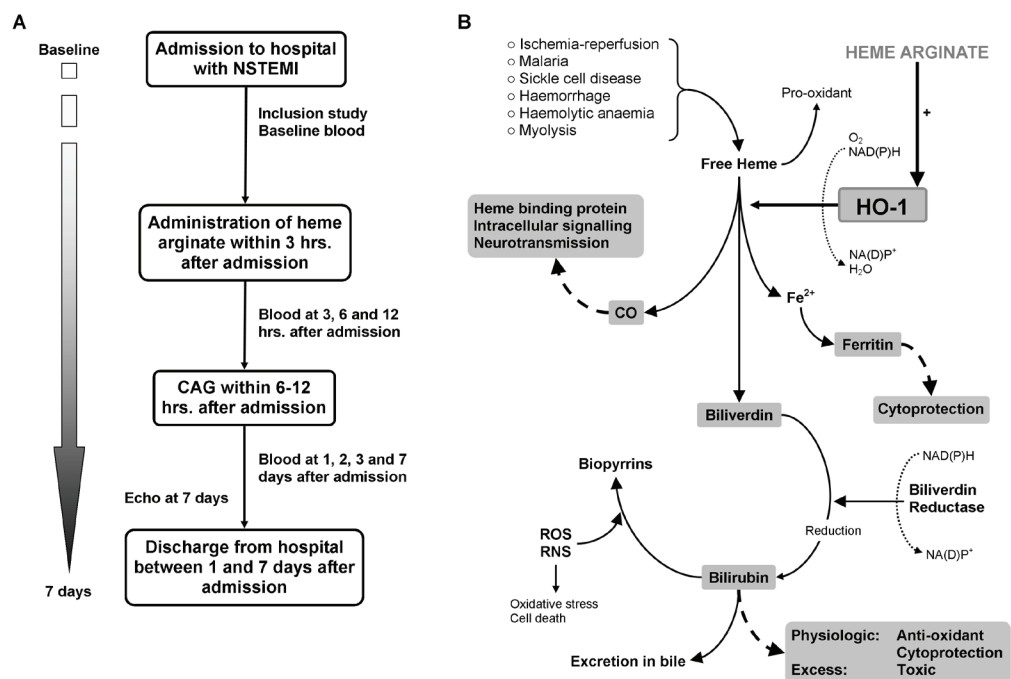 A
Baseline
Admission to hospital
with NSTEMI
Inclusion study
Baseline blood
Administration of heme
arginate within 3 hrs.
after admission
Blood at 3, 6 and 12
hrs. after admission
CAG within 6-12
hrs. after admission
Blood at 1, 2, 3 and 7
days after admission
Echo at 7 days
Discharge from hospital
between 1 and 7 days after
admission
7 days
B
○ Ischemia-reperfusion
○ Malaria
○ Sickle cell disease
○ Haemorrhage
○ Haemolytic anaemia
○ Myolysis
HEME ARGINATE
Pro-oxidant
+
O₂
NAD(P)H
Free Heme
HO-1
Heme binding protein
Intracellular signalling
Neurotransmission
NA(D)P⁺
H₂O
Fe²⁺
CO
Ferritin
Biliverdin
Cytoprotection
NAD(P)H
Biopyrrins
Biliverdin
Reductase
ROS
RNS
Reduction
NA(D)P⁺
Bilirubin
Oxidative stress
Cell death
Physiologic: Anti-oxidant
Cytoprotection
Excess: Toxic
Excretion in bile